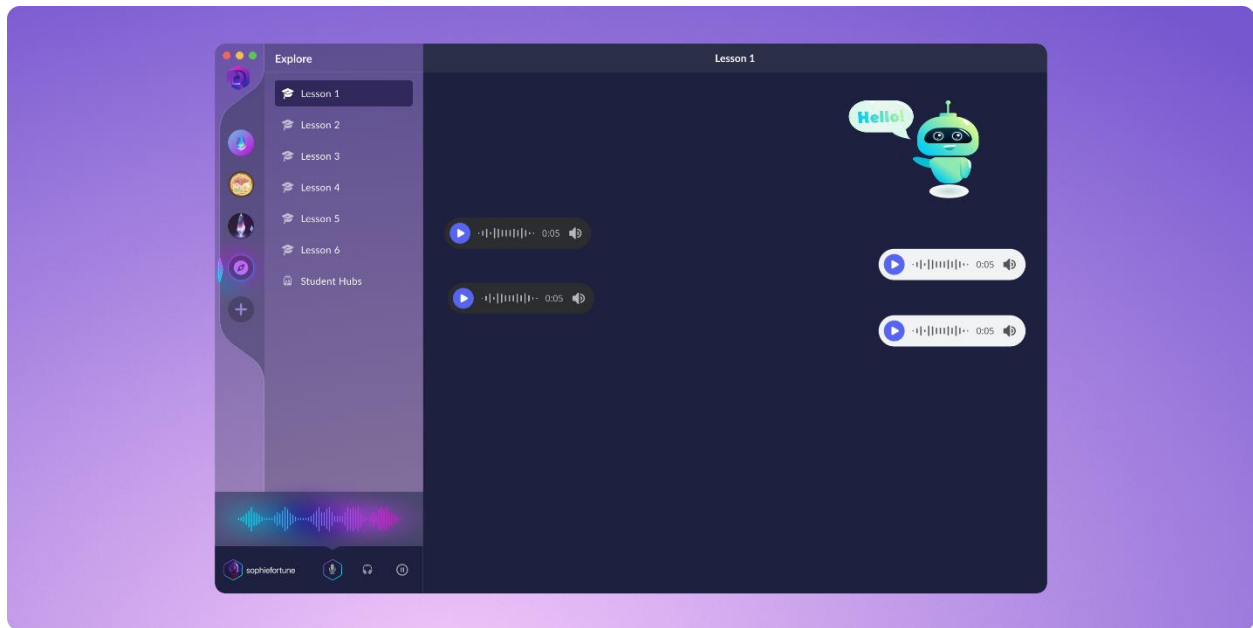 Explore
Lesson 1
Lesson 2
Lesson 3
Lesson 4
Lesson 5
Lesson 6
Student Hubs
sophiefortune
Lesson 1
Hello!
0:05
0:05
0:05
0:05